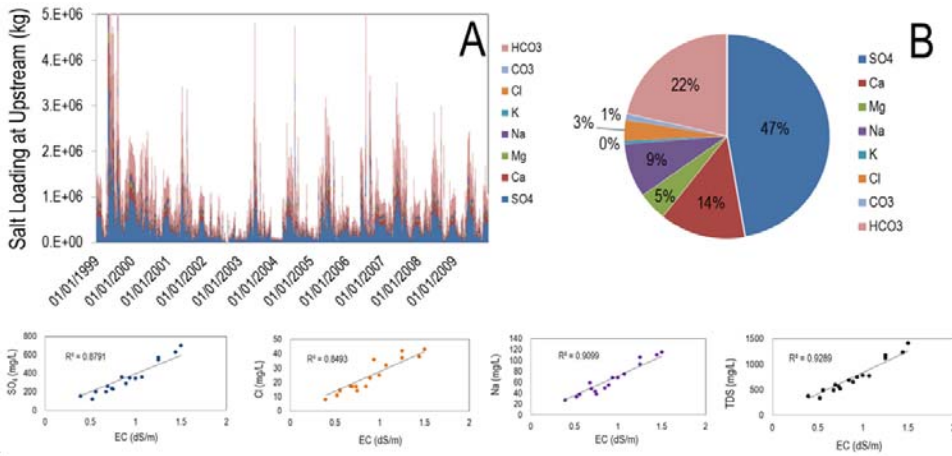 A
Salt Loading at Upstream (kg)
5.E+06
4.E+06
3.E+06
2.E+06
1.E+06
0.E+00
01/01/1999
01/01/2000
01/01/2001
01/01/2002
01/01/2003
01/01/2004
01/01/2005
01/01/2006
01/01/2007
01/01/2008
01/01/2009
HCO3
CO3
Cl
K
Na
Mg
Ca
SO4
B
47%
14%
5%
9%
0%
3%
1%
22%
SO4
Ca
Mg
Na
K
Cl
CO3
HCO3
SO₄ (mg/L)
800
600
400
200
0
R² = 0.8791
0 0.5 1 1.5 2
EC (dS/m)
Cl (mg/L)
50
40
30
20
10
0
R² = 0.8493
0 0.5 1 1.5 2
EC (dS/m)
Na (mg/L)
140
120
100
80
60
40
20
0
R² = 0.9099
0 0.5 1 1.5 2
EC (dS/m)
TDS (mg/L)
1500
1000
500
0
R² = 0.9289
0 0.5 1 1.5 2
EC (dS/m)